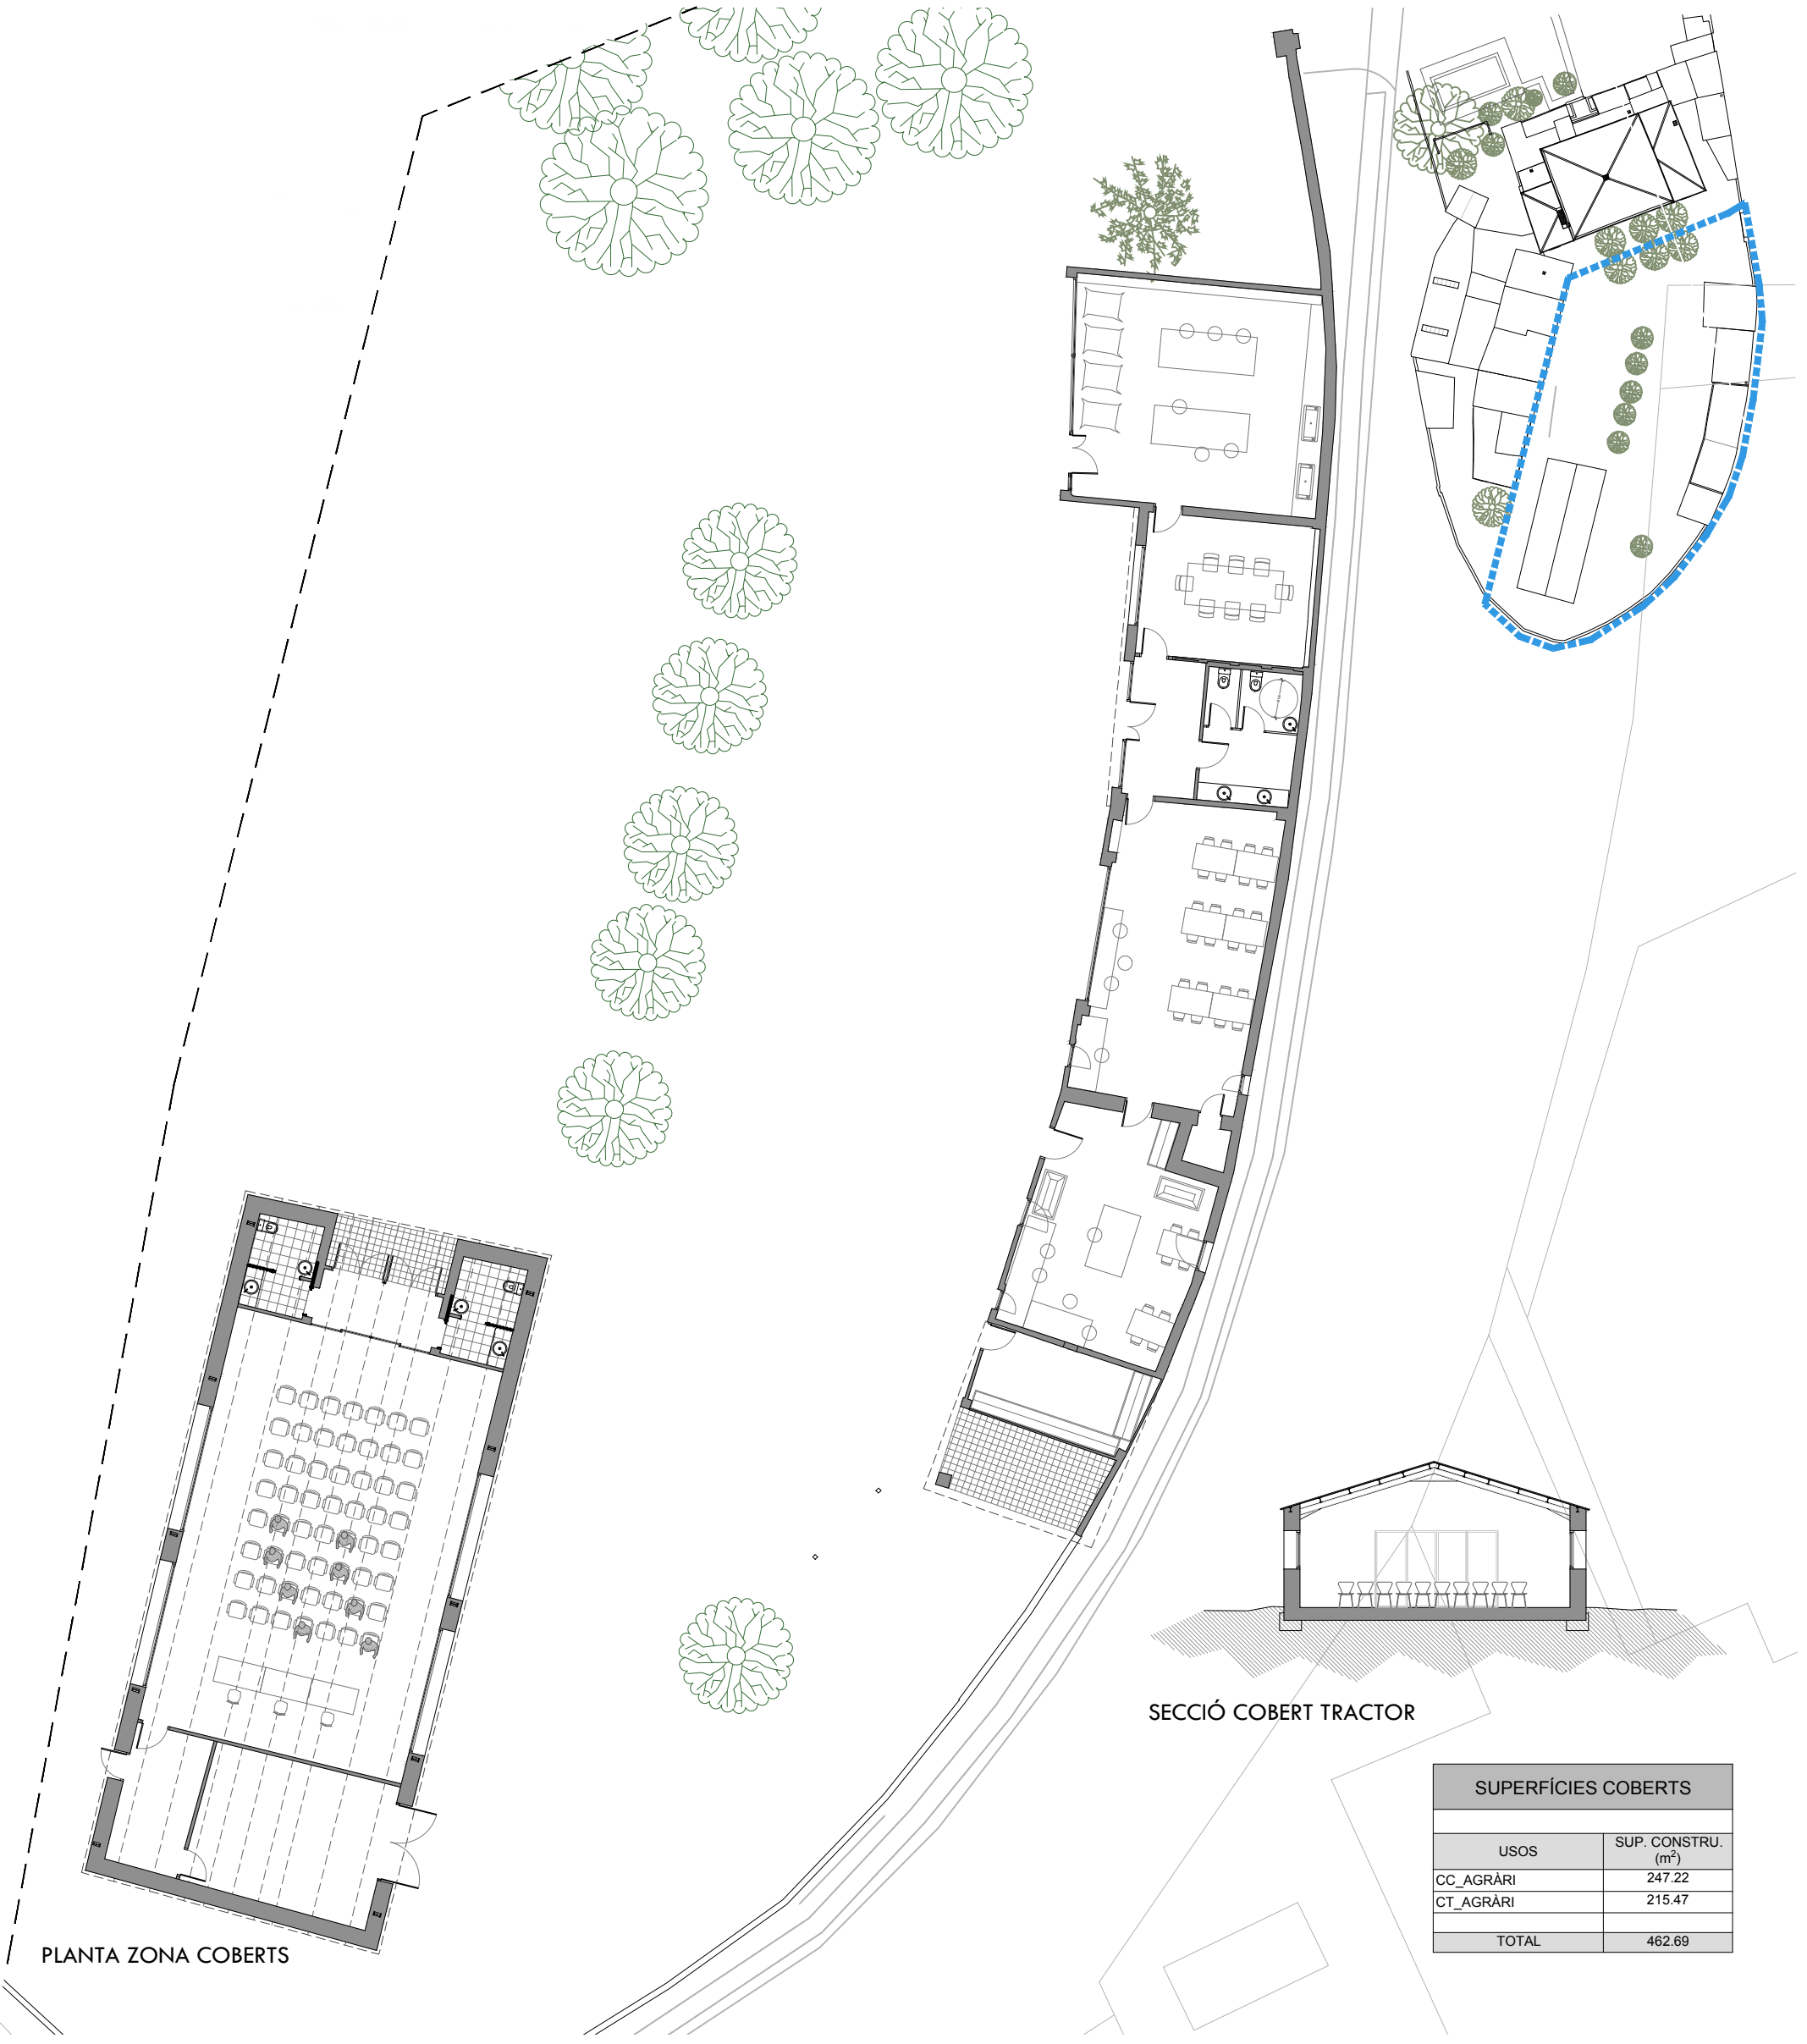 SECCIÓ COBERT TRACTOR
SUPERFÍCIES COBERTS
USOS SUP. CONSTRU. (m²)
CC_AGRÀRI 247.22
CT_AGRÀRI 215.47
TOTAL 462.69
PLANTA ZONA COBERTS